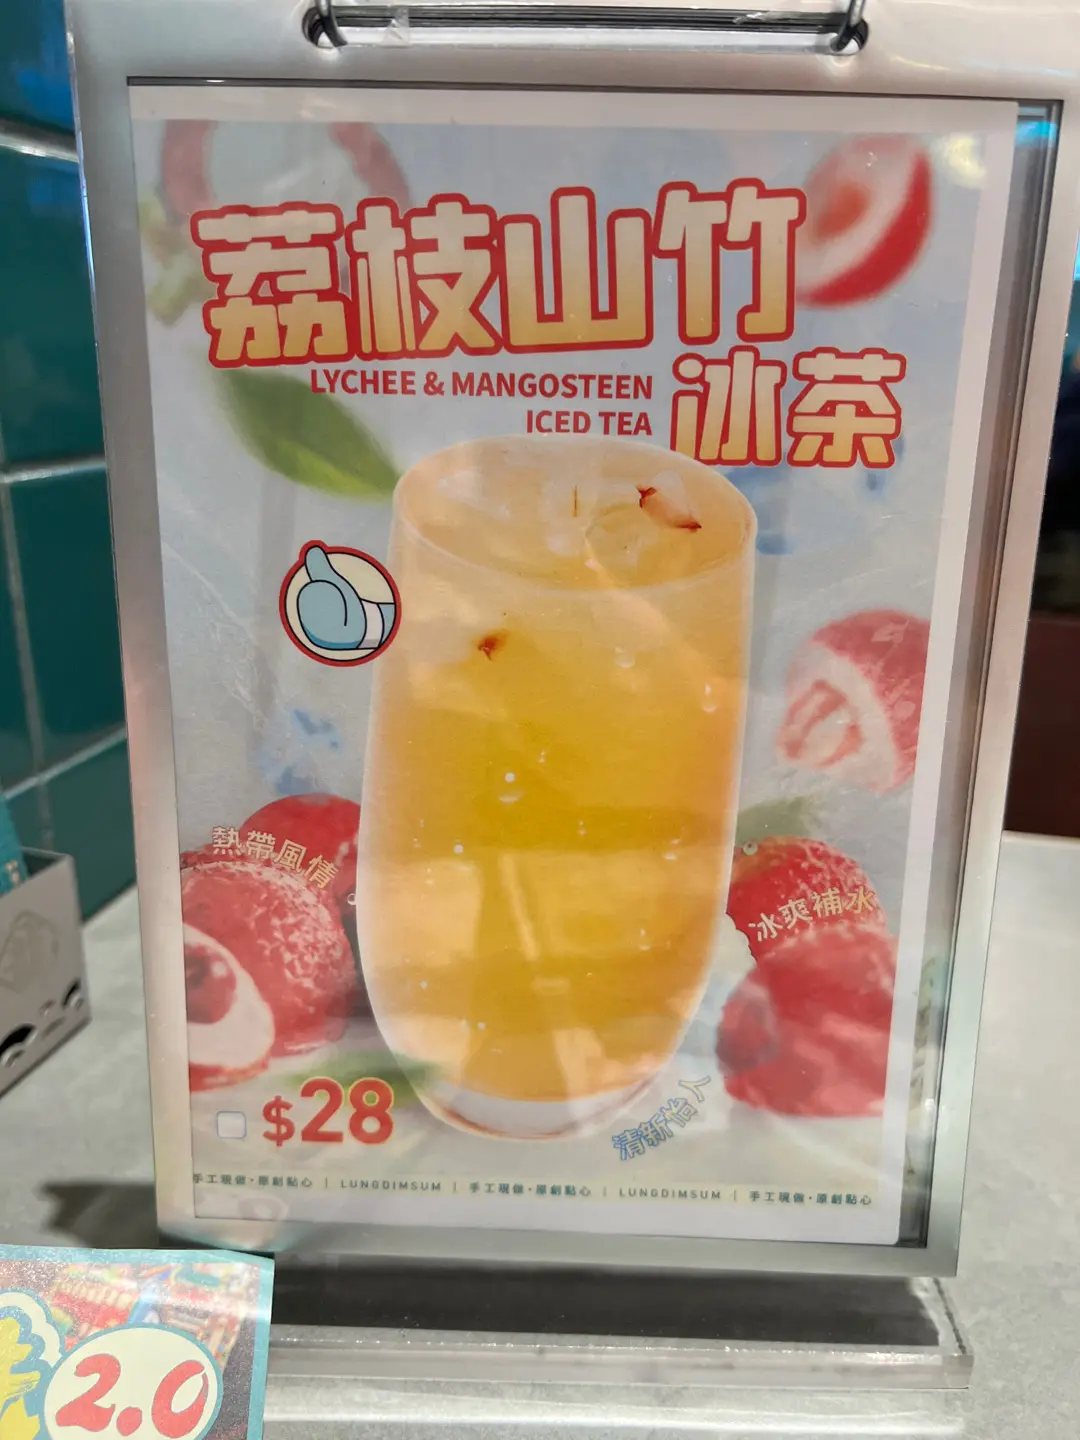 荔枝山竹
LYCHEE & MANGOSTEEN
ICED TEA
冰茶
熱帶風情
冰爽補水
$28
清新怡人
手工現做·原創點心 | LUNGDIMSUM | 手工現做·原創點心 | LUNGDIMSUM | 手工現做·原創點心
2.0